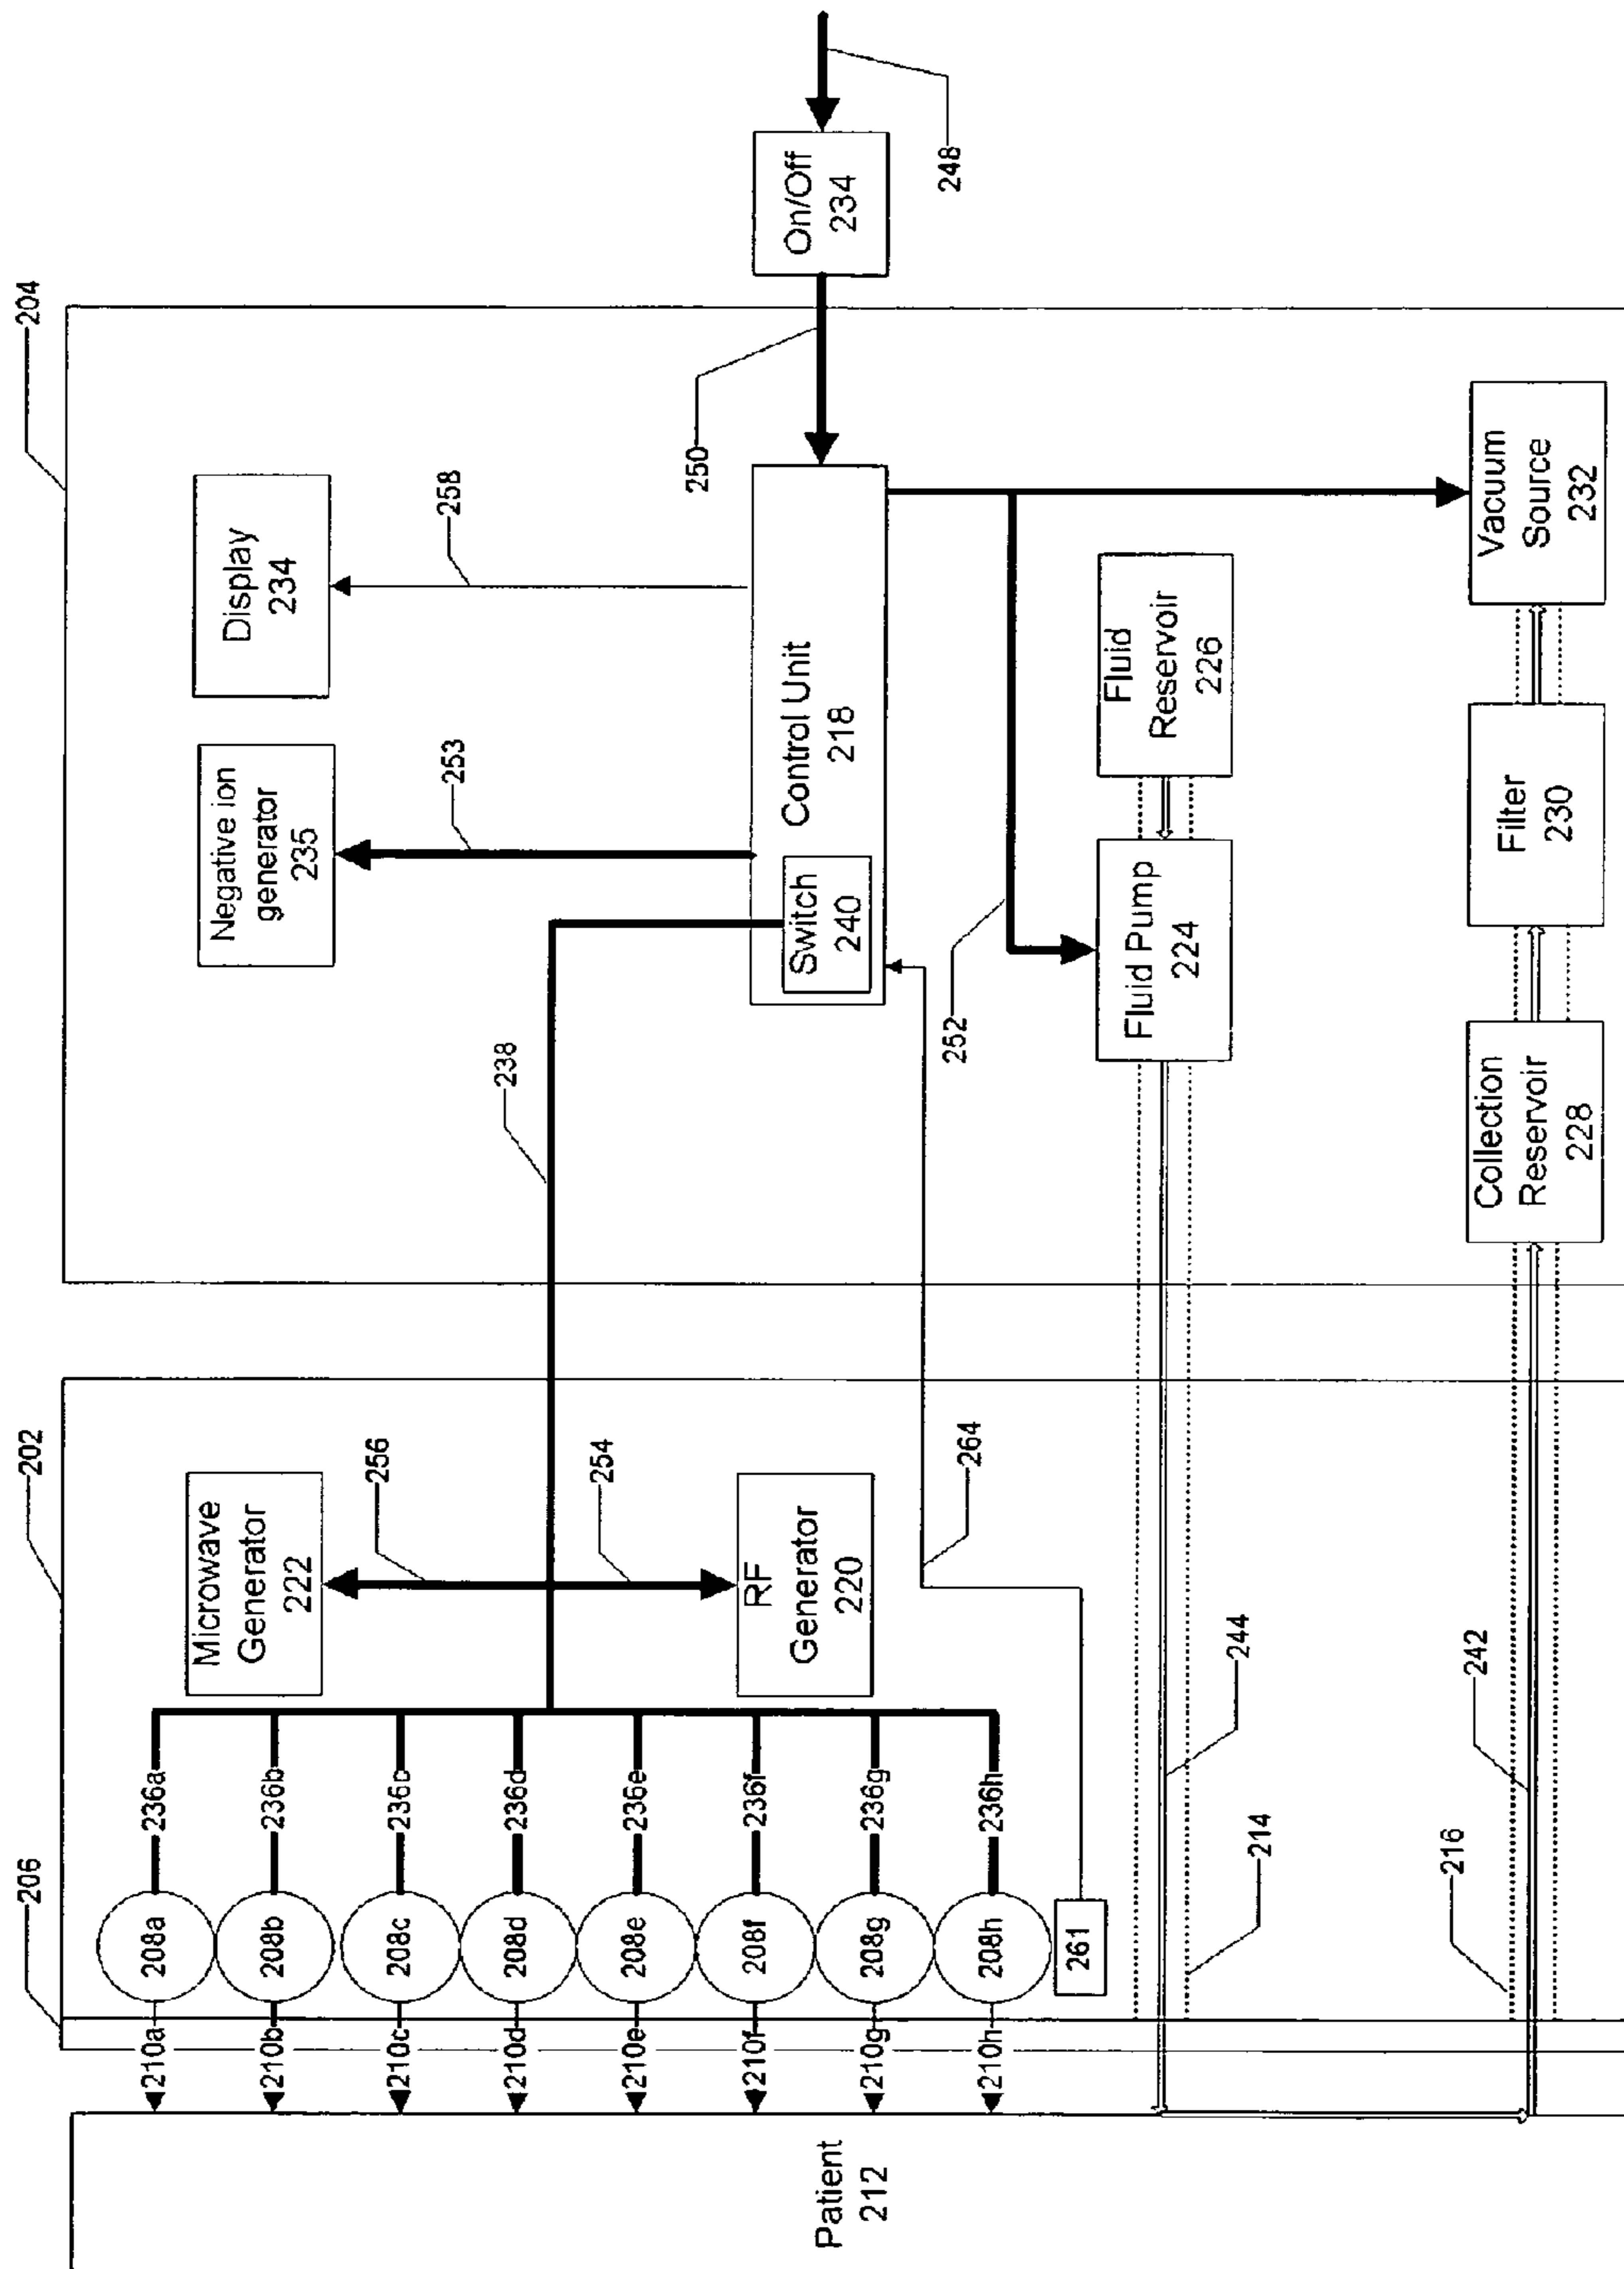 206
202
204
Patient
212
210a
208a
236a
210b
208b
236b
210c
208c
236c
210d
208d
236d
210e
208e
236e
210f
208f
236f
210g
208g
236g
210h
208h
236h
261
Microwave
Generator
222
256
254
RF
Generator
220
264
238
Negative ion
generator
235
253
Display
234
258
Switch
240
Control Unit
218
250
On/Off
234
248
252
Fluid Pump
224
Fluid
Reservoir
226
214
244
216
242
Collection
Reservoir
228
Filter
230
Vacuum
Source
232